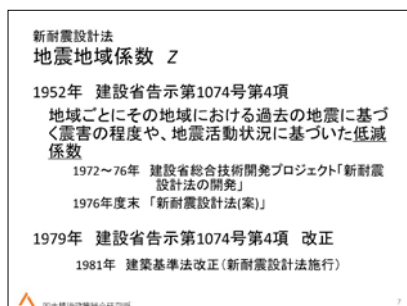 新耐震設計法
地震地域係数 Z
1952年 建設省告示第1074号第4項
地域ごとにその地域における過去の地震に基づ
く震害の程度や、地震活動状況に基づいた低減
係数
1972～76年 建設省総合技術開発プロジェクト「新耐震
設計法の開発」
1976年度末 「新耐震設計法(案)」
1979年 建設省告示第1074号第4項 改正
1981年 建築基準法改正(新耐震設計法施行)
7